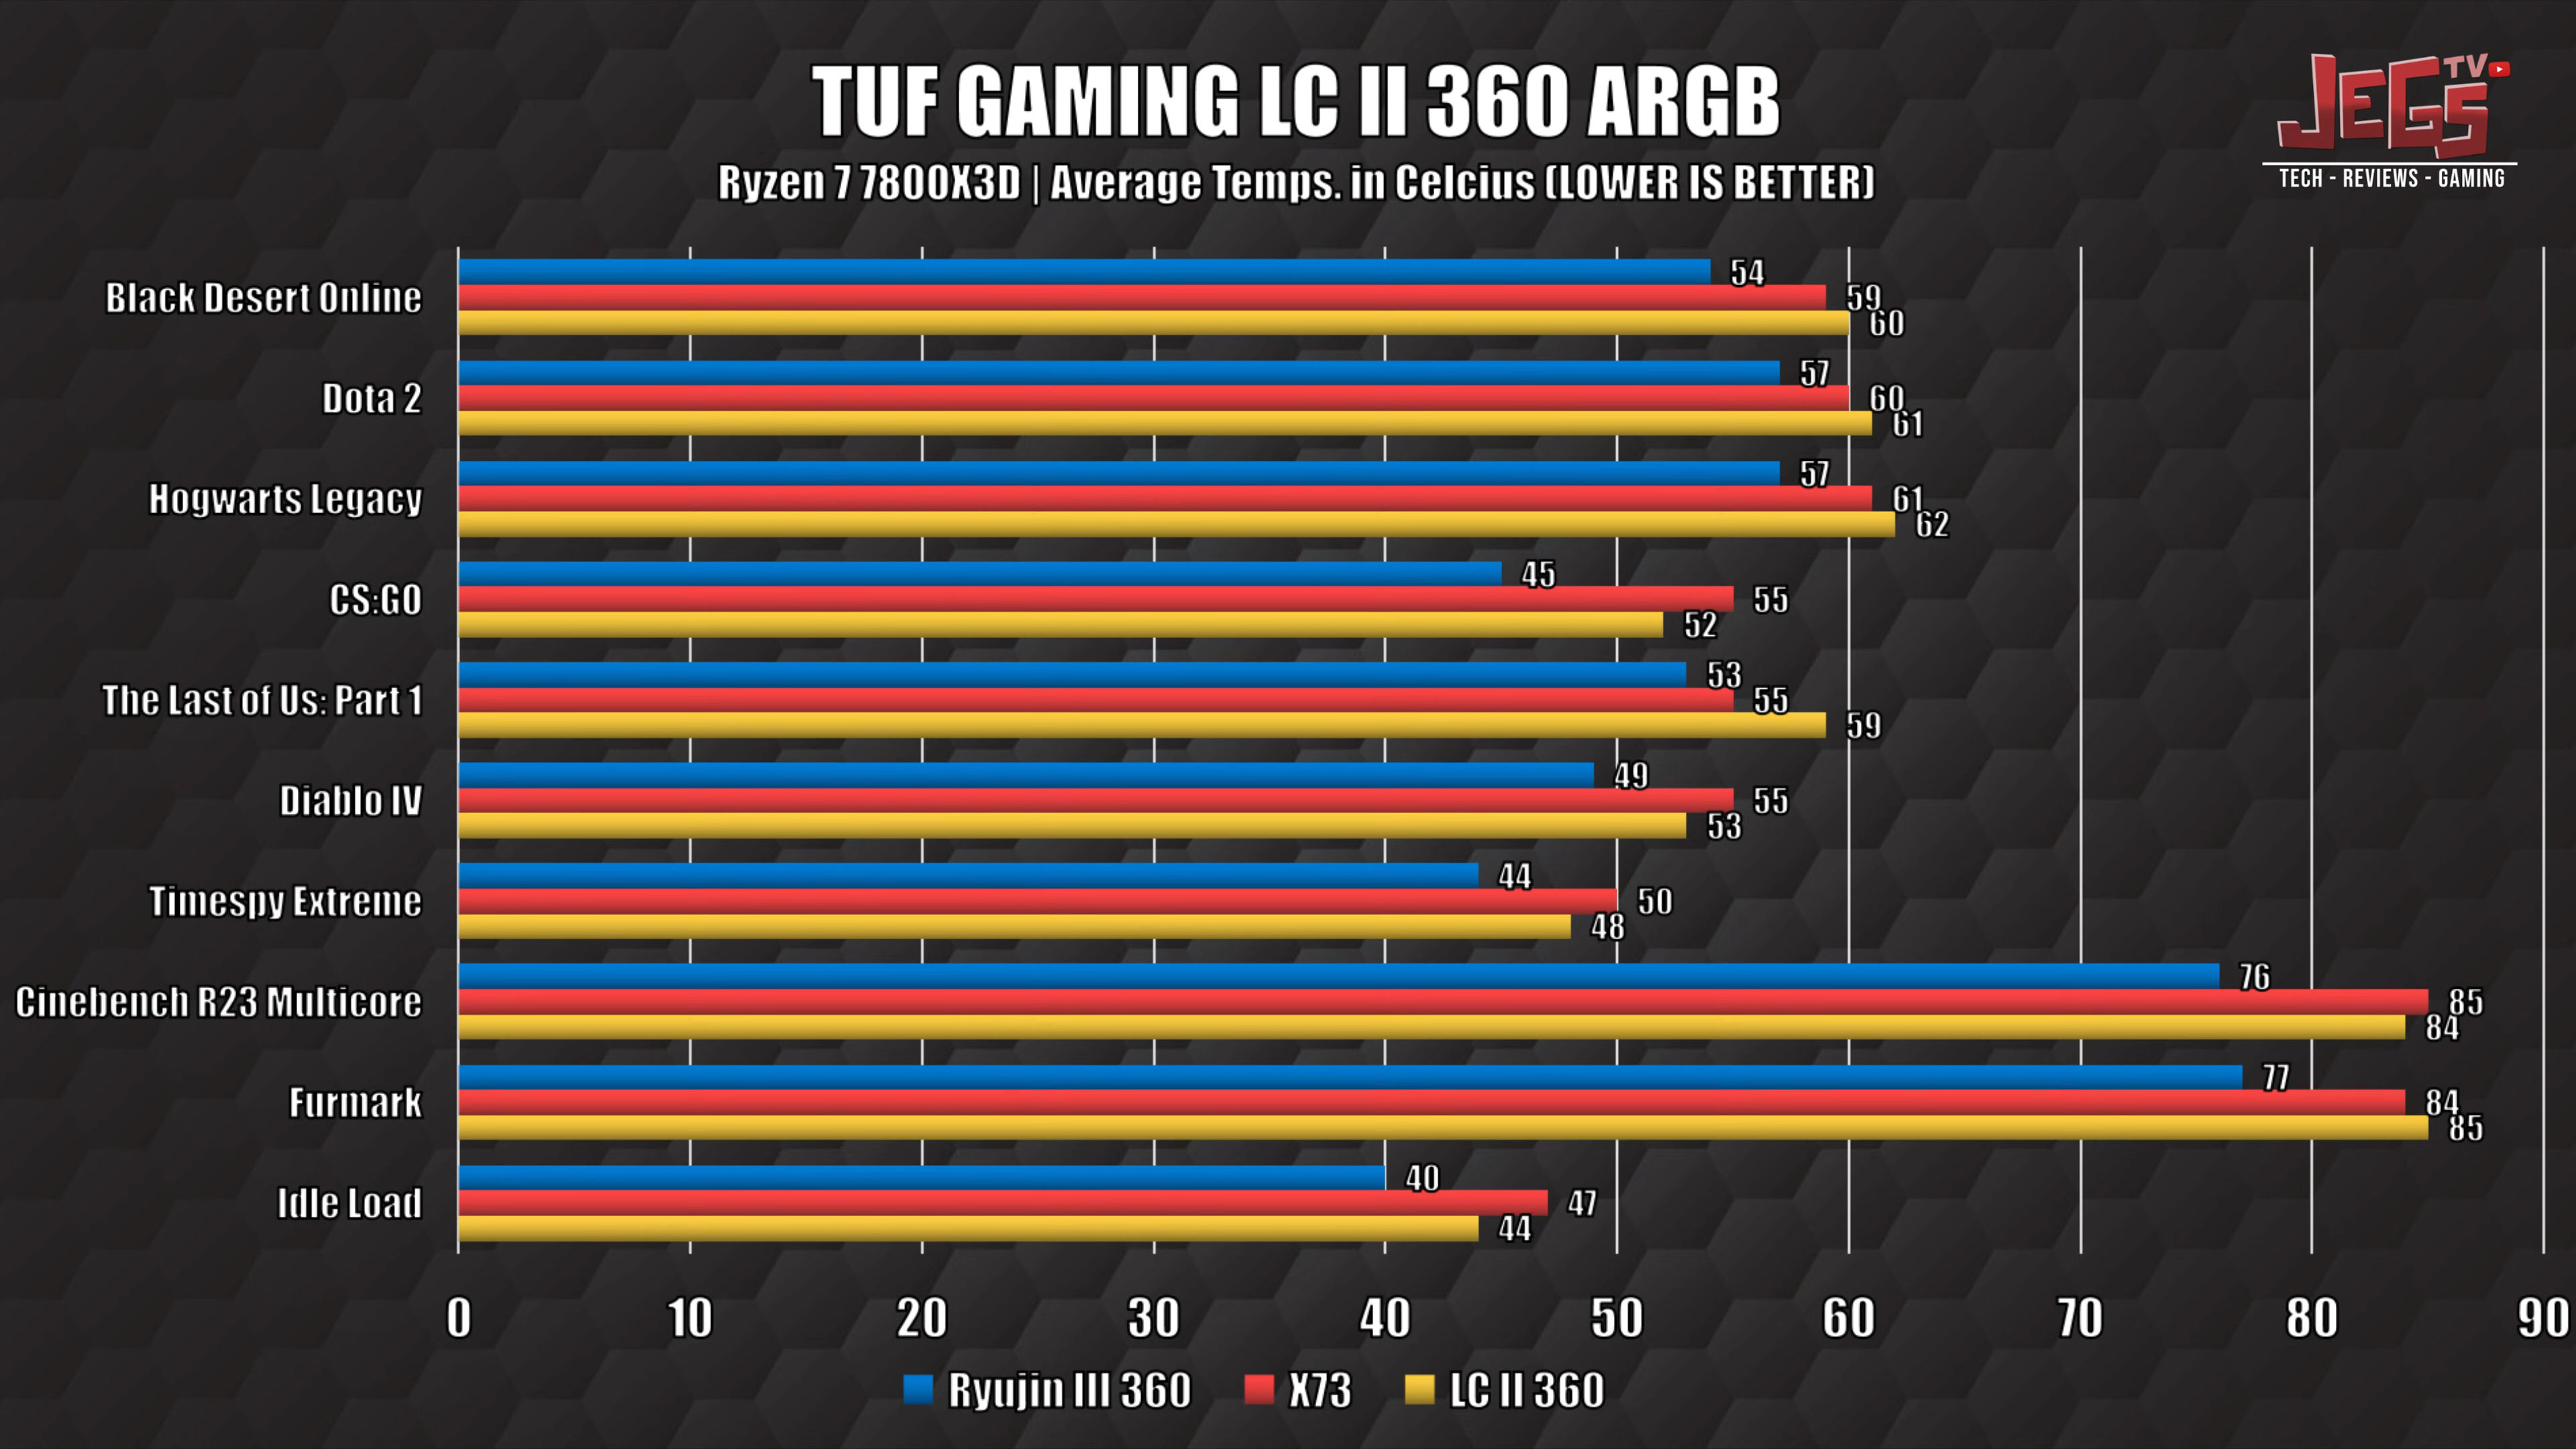 TUF GAMING LC II 360 ARGB
Ryzen 7 7800X3D | Average Temps. in Celcius (LOWER IS BETTER)
JEGS TV
TECH - REVIEWS - GAMING
Black Desert Online
54
59
60
Dota 2
57
60
61
Hogwarts Legacy
57
61
62
CS:GO
45
55
52
The Last of Us: Part 1
53
55
59
Diablo IV
49
55
53
Timespy Extreme
44
50
48
Cinebench R23 Multicore
76
85
84
Furmark
77
84
85
Idle Load
40
47
44
0 10 20 30 40 50 60 70 80 90
Ryujin III 360 X73 LC II 360